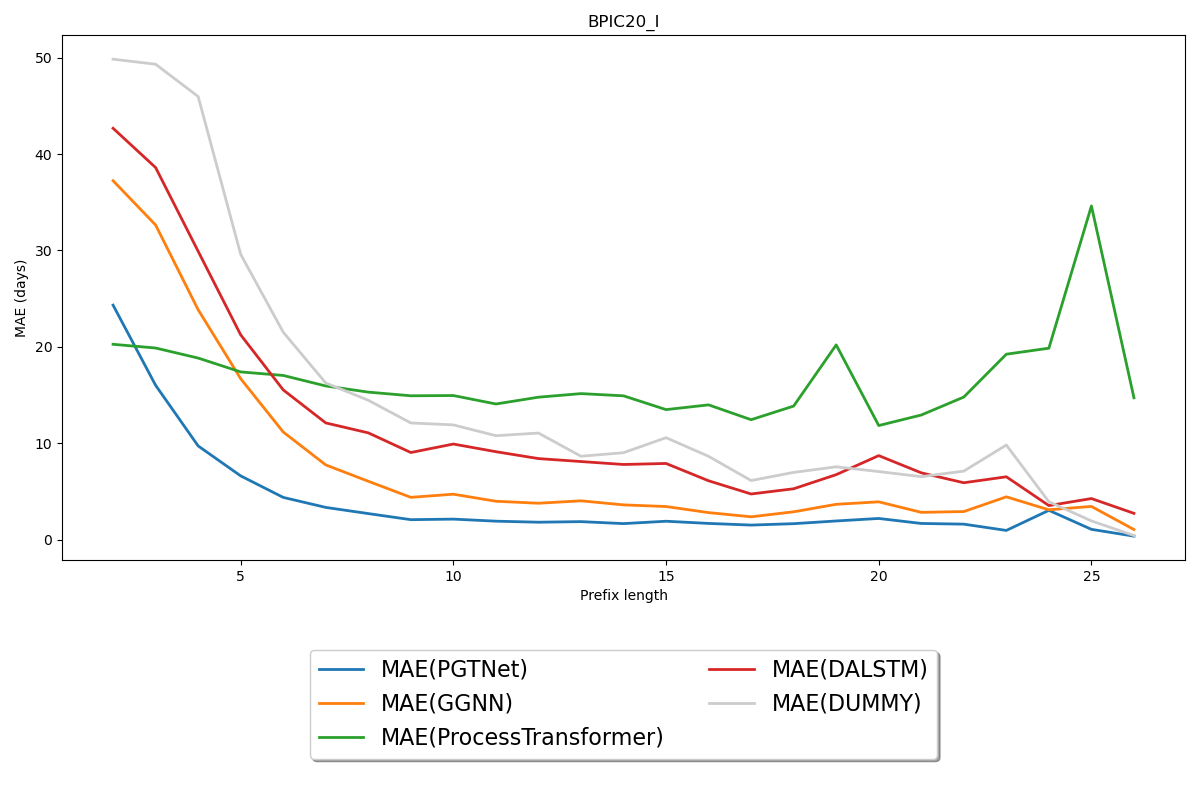 BPIC20_I
MAE (days)
50
40
30
20
10
0
5 10 15 20 25
Prefix length
MAE(PGTNet)
MAE(GGNN)
MAE(ProcessTransformer)
MAE(DALSTM)
MAE(DUMMY)